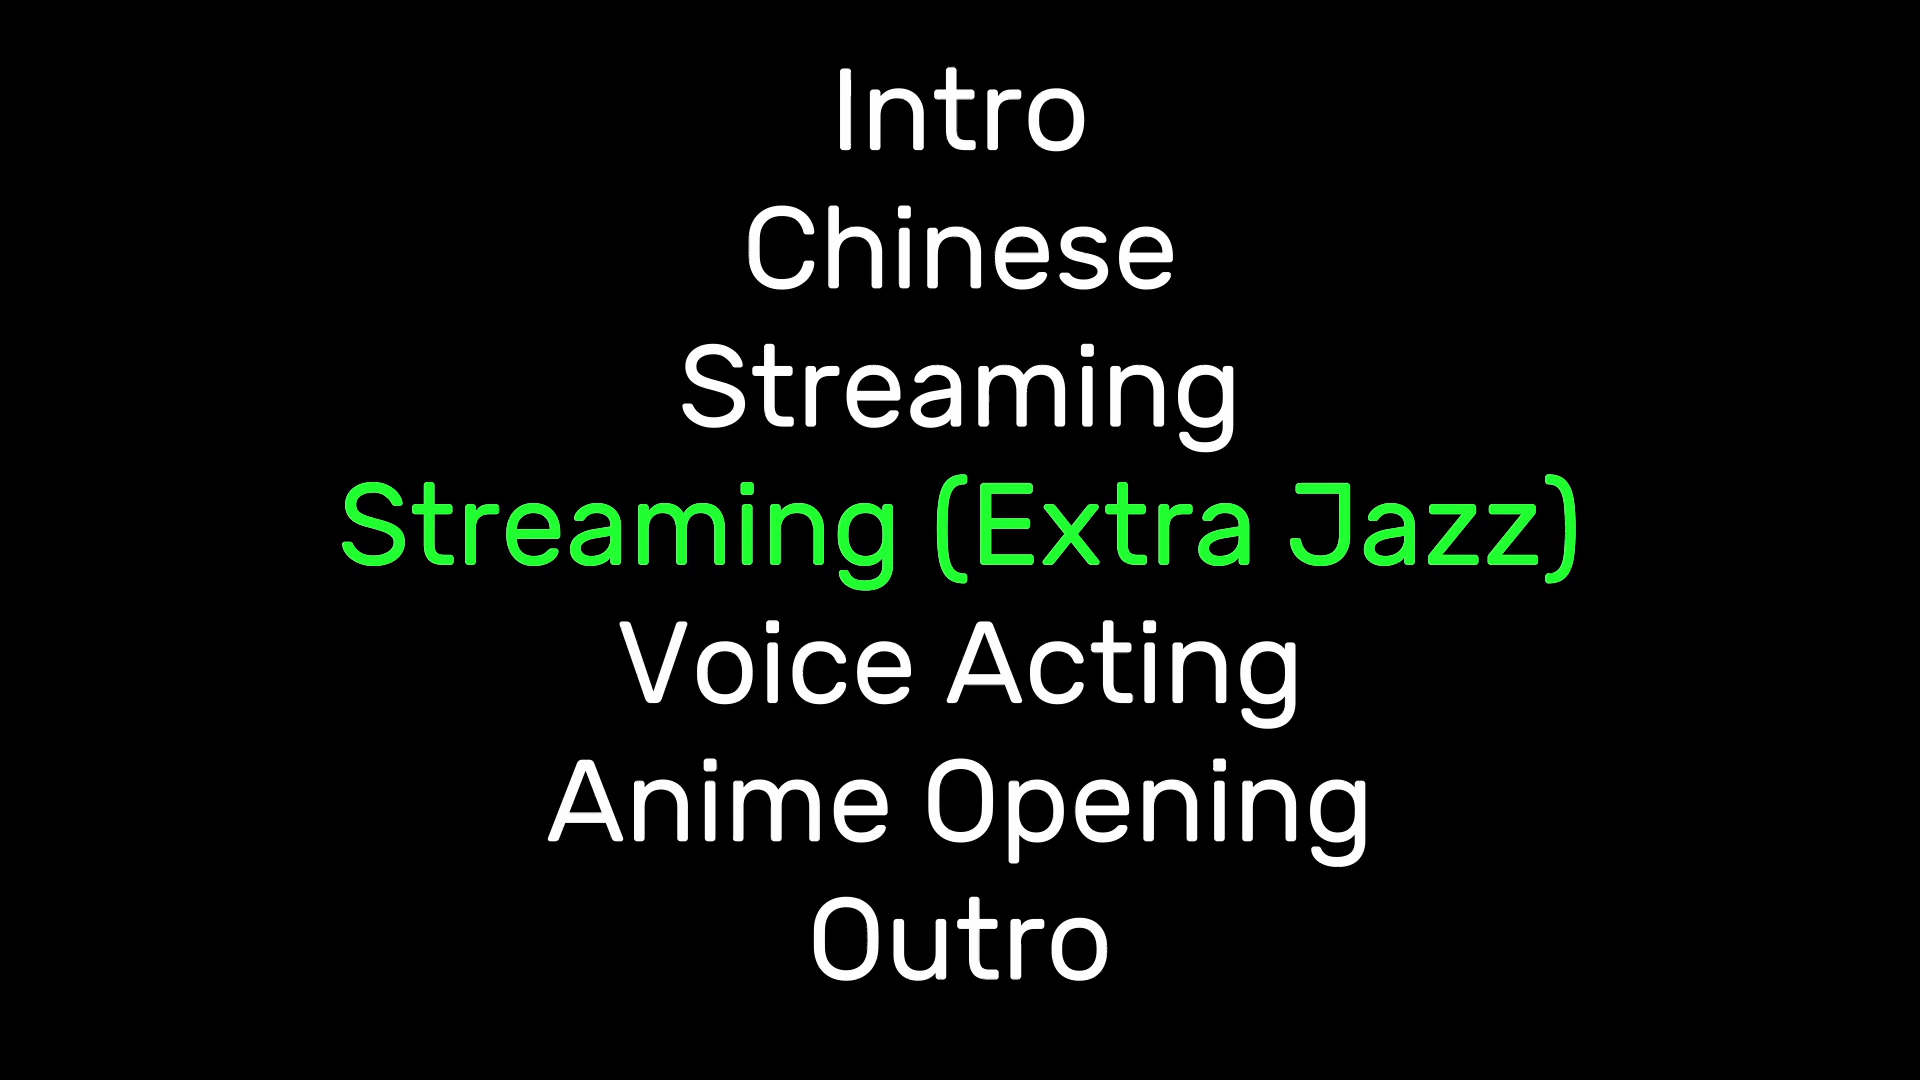 Intro
Chinese
Streaming
Streaming (Extra Jazz)
Voice Acting
Anime Opening
Outro